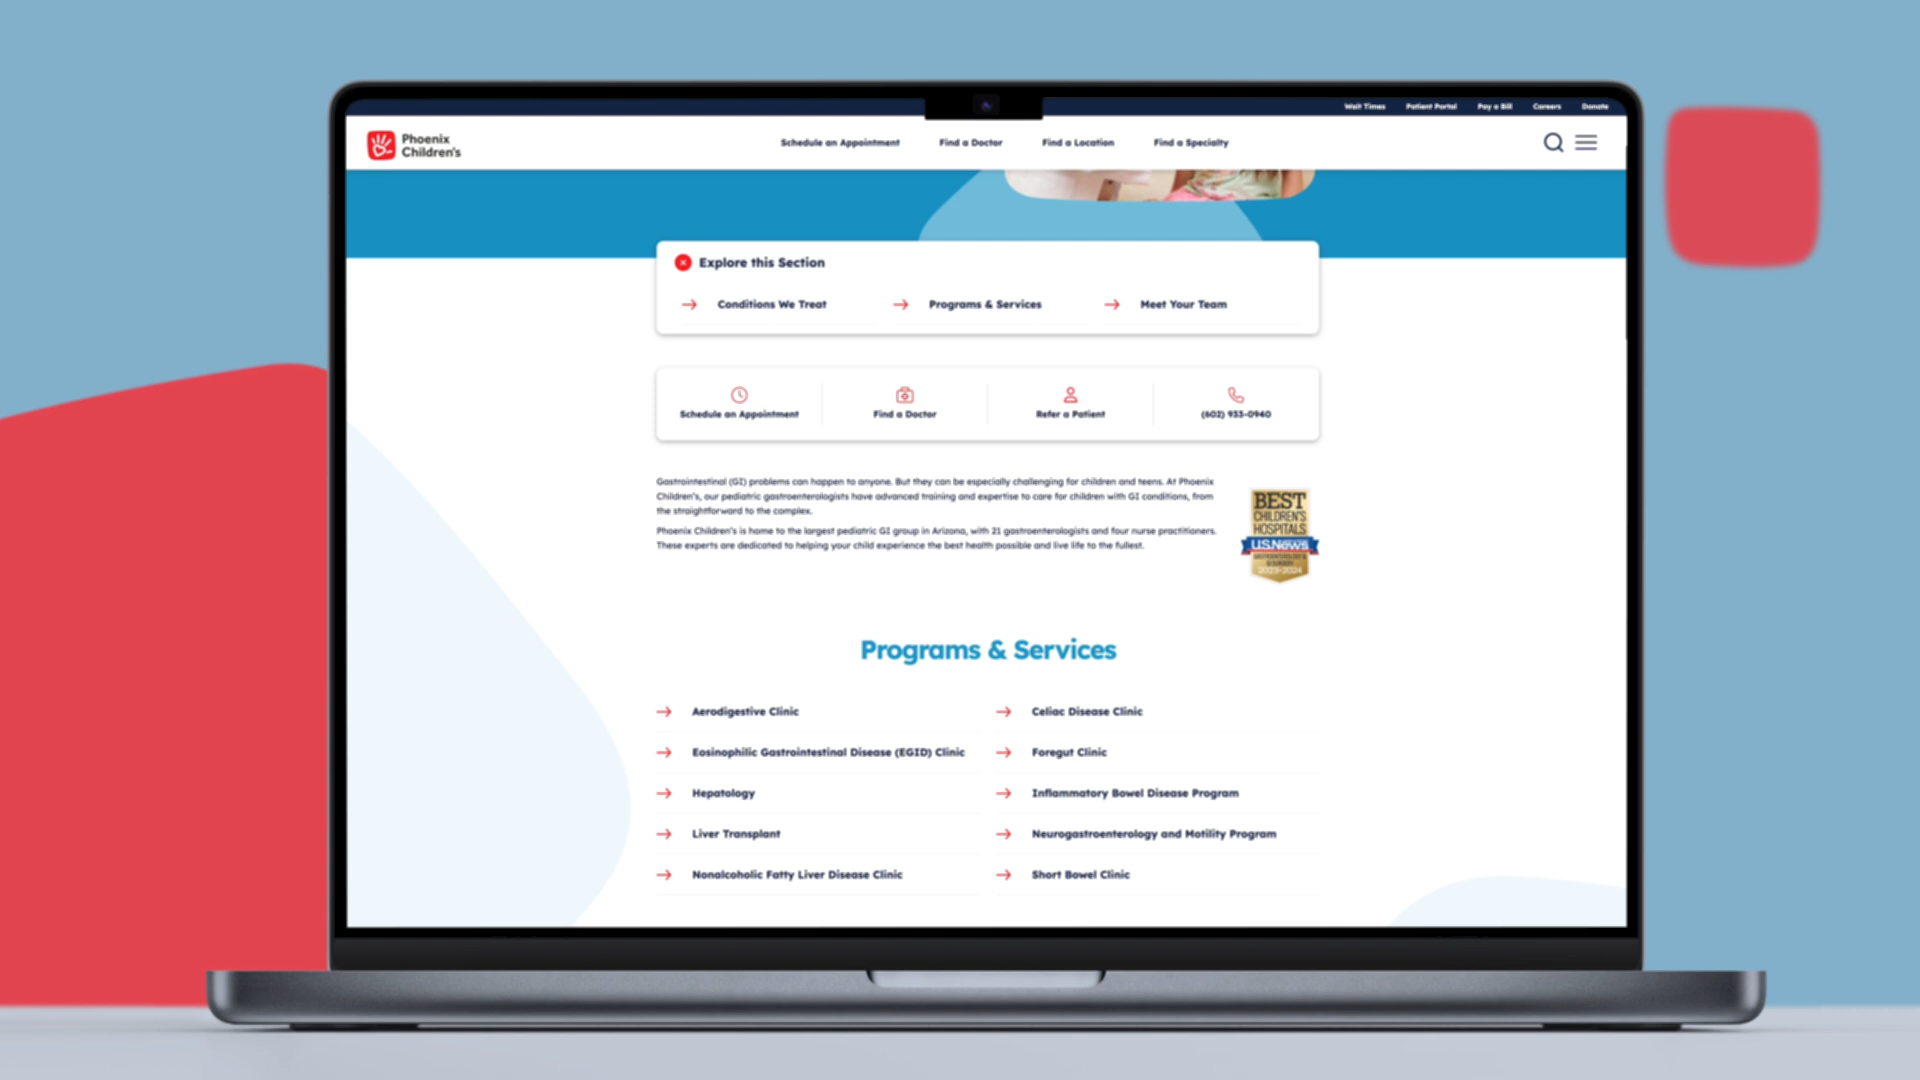 Wait Times Patient Portal Pay a Bill Careers Donate
Phoenix
Children's
Schedule an Appointment Find a Doctor Find a Location Find a Specialty
Explore this Section
Conditions We Treat Programs & Services Meet Your Team
Schedule an Appointment Find a Doctor Refer a Patient (602) 933-0940
Gastrointestinal (GI) problems can happen to anyone. But they can be especially challenging for children and teens. At Phoenix
Children's, our pediatric gastroenterologists have advanced training and expertise to care for children with GI conditions, from
the straightforward to the complex.
Phoenix Children's is home to the largest pediatric GI group in Arizona, with 21 gastroenterologists and four nurse practitioners.
These experts are dedicated to helping your child experience the best health possible and live life to the fullest.
BEST
CHILDREN'S
HOSPITALS
U.S.News
GASTROENTEROLOGY &
GI SURGERY
2023-2024
Programs & Services
Aerodigestive Clinic Celiac Disease Clinic
Eosinophilic Gastrointestinal Disease (EGID) Clinic Foregut Clinic
Hepatology Inflammatory Bowel Disease Program
Liver Transplant Neurogastroenterology and Motility Program
Nonalcoholic Fatty Liver Disease Clinic Short Bowel Clinic